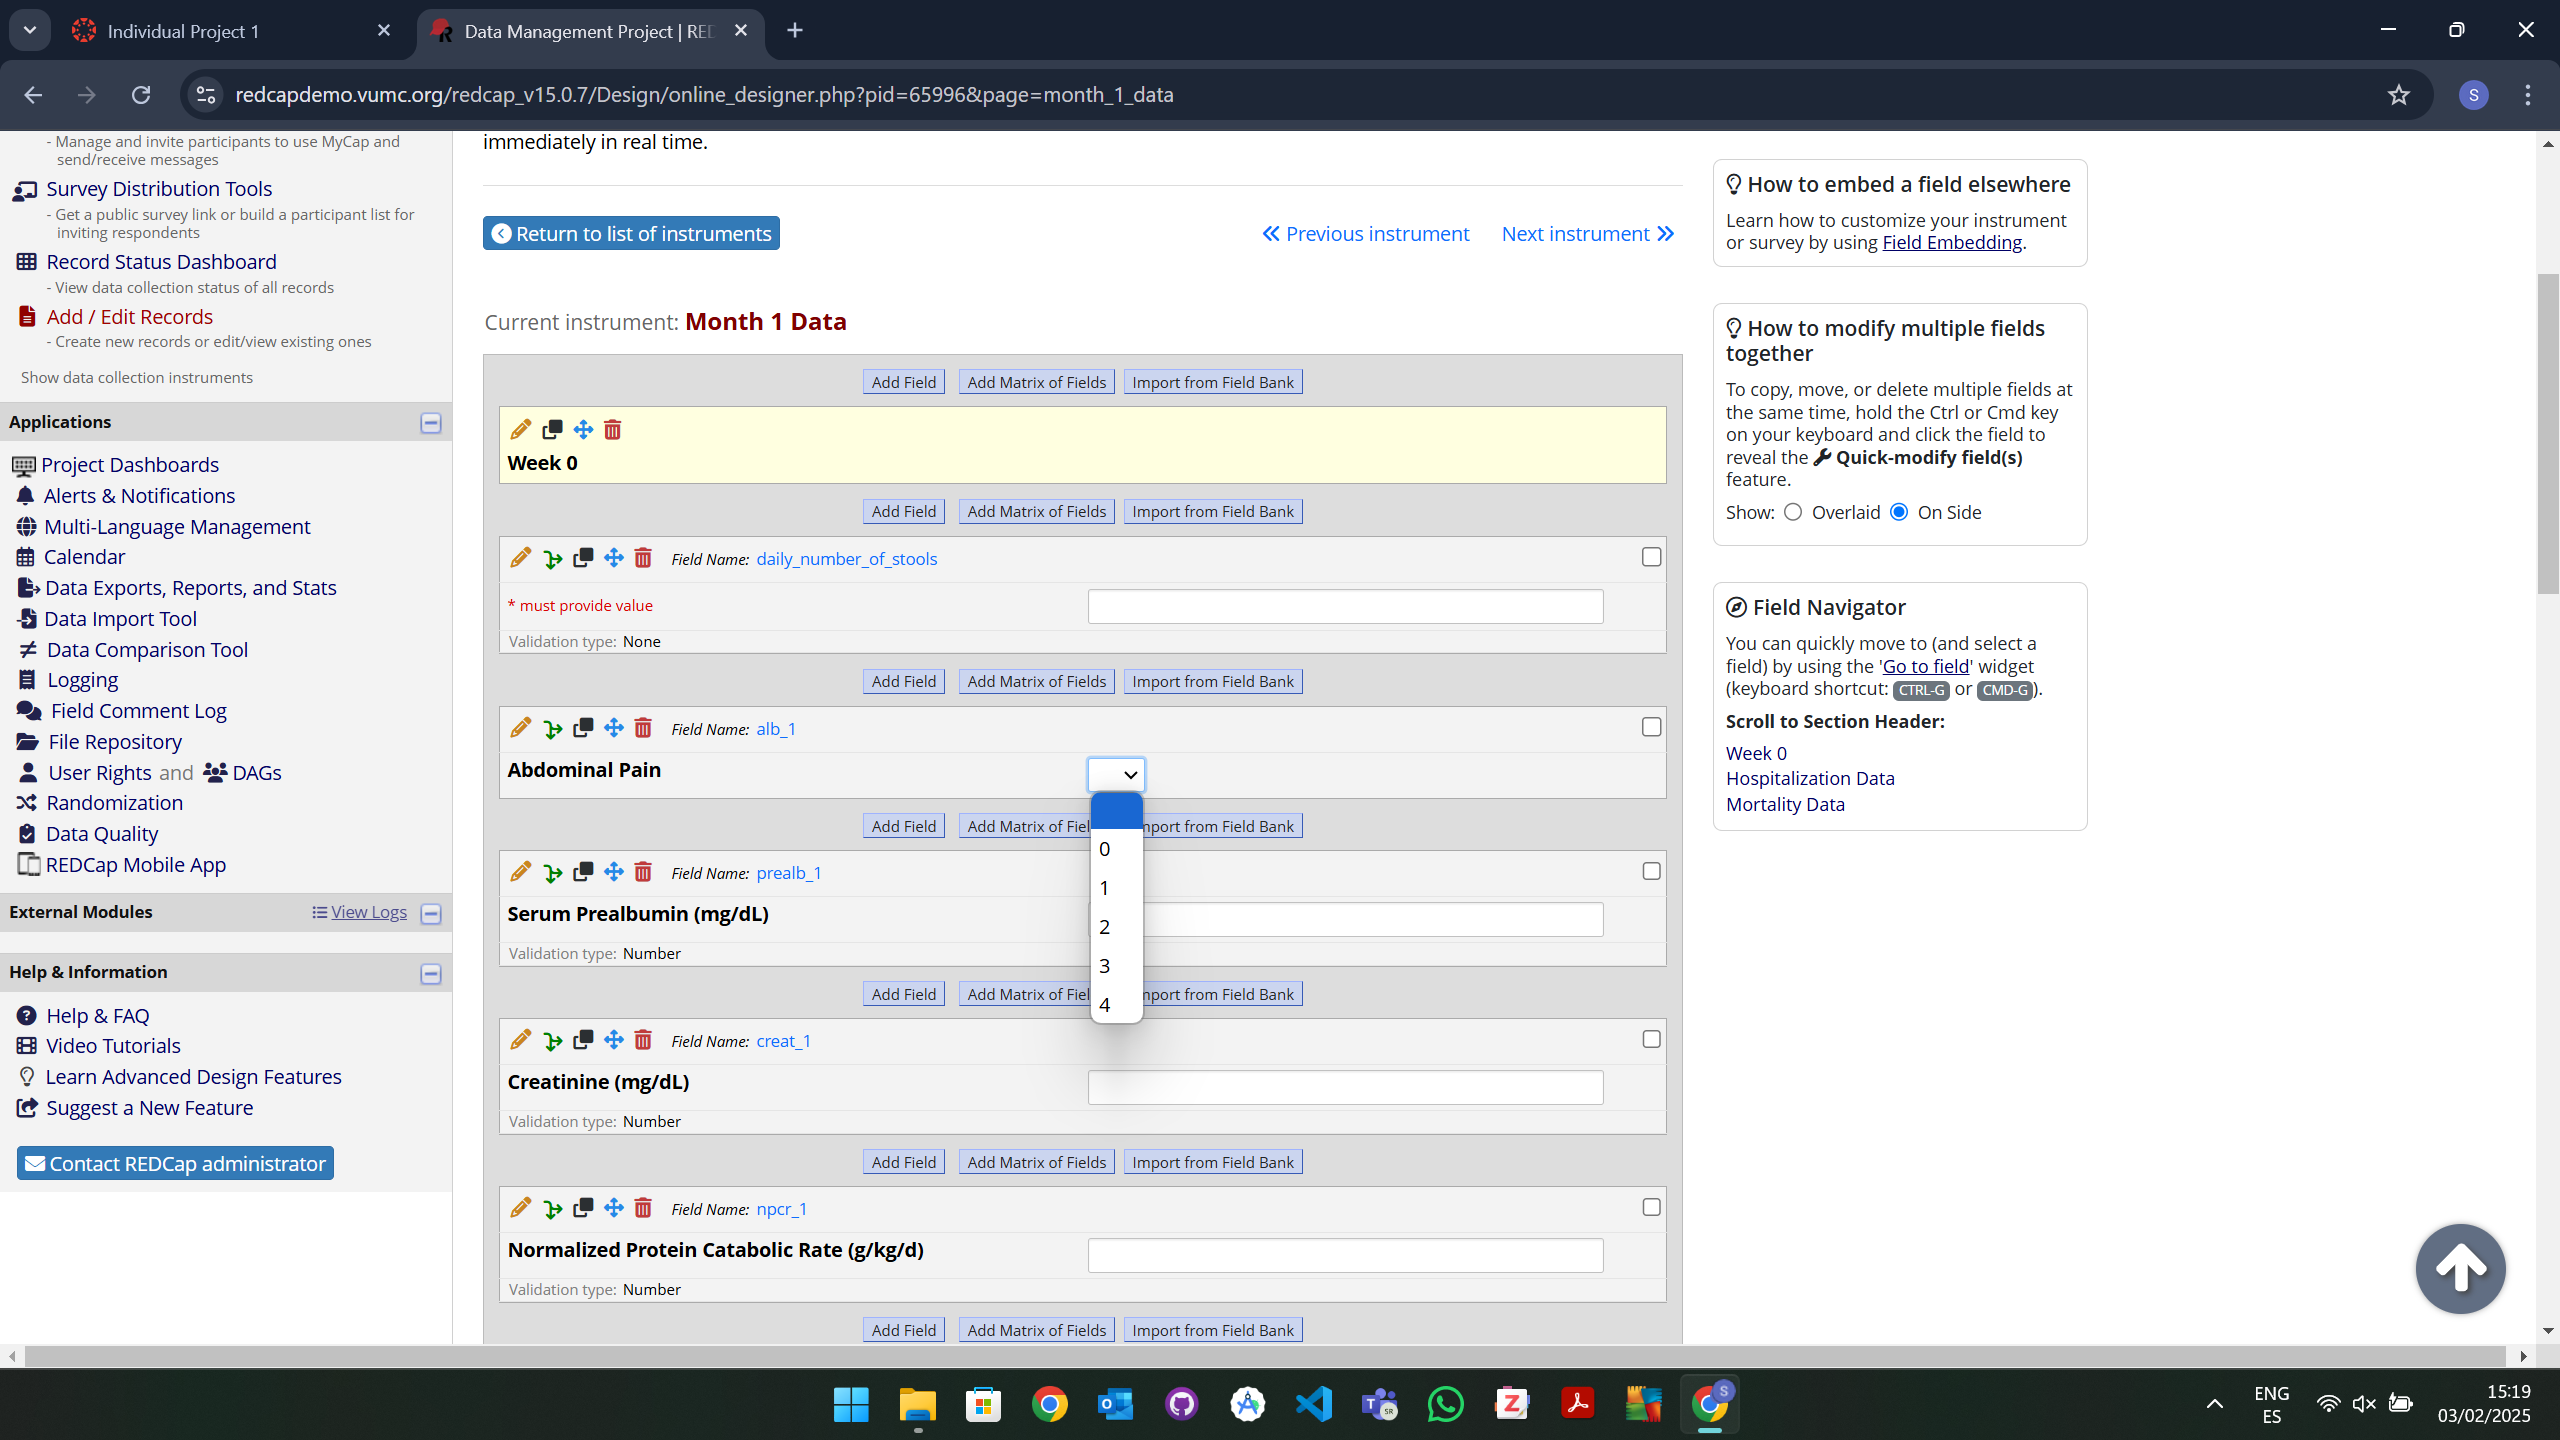 Individual Project 1
Data Management Project | RED
redcapdemo.vumc.org/redcap_v15.0.7/Design/online_designer.php?pid=65996&page=month_1_data
S
- Manage and invite participants to use MyCap and
send/receive messages
Survey Distribution Tools
- Get a public survey link or build a participant list for
inviting respondents
Record Status Dashboard
- View data collection status of all records
Add / Edit Records
- Create new records or edit/view existing ones
Show data collection instruments
Applications
Project Dashboards
Alerts & Notifications
Multi-Language Management
Calendar
Data Exports, Reports, and Stats
Data Import Tool
Data Comparison Tool
Logging
Field Comment Log
File Repository
User Rights and DAGs
Randomization
Data Quality
REDCap Mobile App
External Modules View Logs
Help & Information
Help & FAQ
Video Tutorials
Learn Advanced Design Features
Suggest a New Feature
Contact REDCap administrator
immediately in real time.
Return to list of instruments
Previous instrument Next instrument
Current instrument: Month 1 Data
Add Field Add Matrix of Fields Import from Field Bank
Week 0
Add Field Add Matrix of Fields Import from Field Bank
Field Name: daily_number_of_stools
* must provide value
Validation type: None
Add Field Add Matrix of Fields Import from Field Bank
Field Name: alb_1
Abdominal Pain
Add Field Add Matrix of Fiel mport from Field Bank
0
1
2
3
4
Field Name: prealb_1
Serum Prealbumin (mg/dL)
Validation type: Number
Add Field Add Matrix of Fiel mport from Field Bank
Field Name: creat_1
Creatinine (mg/dL)
Validation type: Number
Add Field Add Matrix of Fields Import from Field Bank
Field Name: npcr_1
Normalized Protein Catabolic Rate (g/kg/d)
Validation type: Number
Add Field Add Matrix of Fields Import from Field Bank
How to embed a field elsewhere
Learn how to customize your instrument
or survey by using Field Embedding.
How to modify multiple fields
together
To copy, move, or delete multiple fields at
the same time, hold the Ctrl or Cmd key
on your keyboard and click the field to
reveal the Quick-modify field(s)
feature.
Show: Overlaid On Side
Field Navigator
You can quickly move to (and select a
field) by using the 'Go to field' widget
(keyboard shortcut: CTRL-G or CMD-G).
Scroll to Section Header:
Week 0
Hospitalization Data
Mortality Data
ENG
ES
15:19
03/02/2025